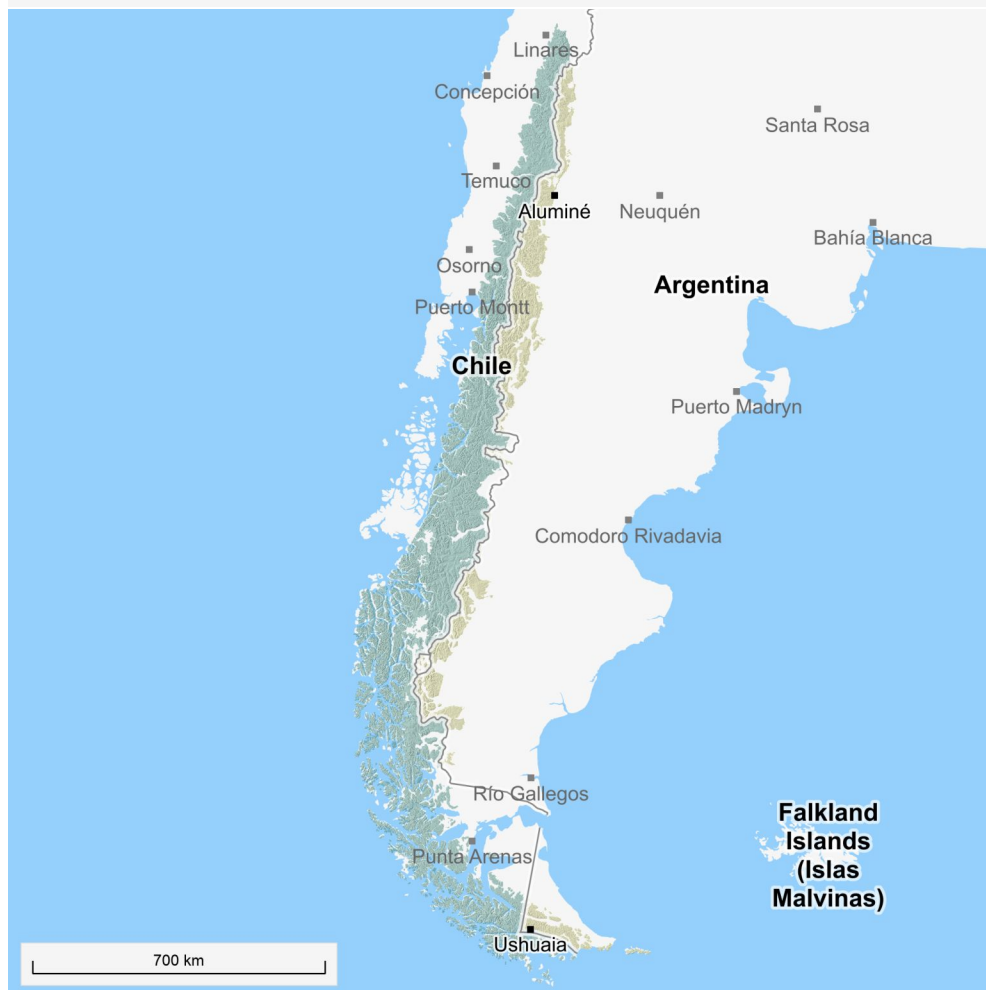 Linares
Concepción
Santa Rosa
Temuco
Aluminé
Neuquén
Bahía Blanca
Osorno
Argentina
Puerto Montt
Chile
Puerto Madryn
Comodoro Rivadavia
Río Gallegos
Falkland
Islands
(Islas
Malvinas)
Punta Arenas
Ushuaia
700 km